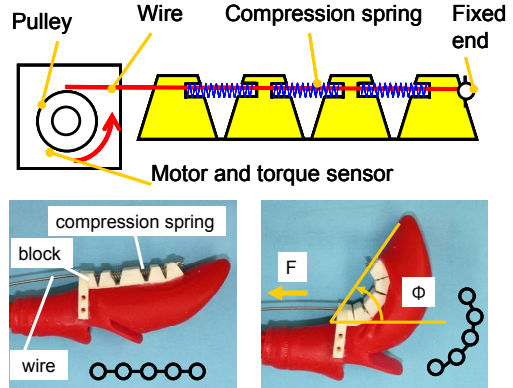 Pulley
Wire
Compression spring
Fixed
end
Motor and torque sensor
compression spring
block
wire
F
Φ